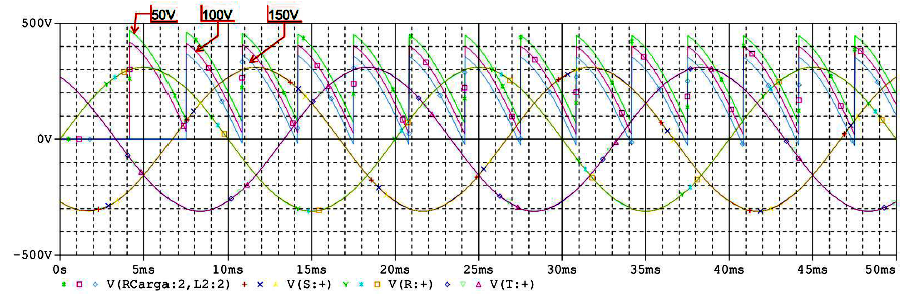 50V 100V 150V
500V
0V
-500V
0s 5ms 10ms 15ms 20ms 25ms 30ms 35ms 40ms 45ms 50ms
V(RCarga:2,L2:2) V(S:+) V(R:+) V(T:+)